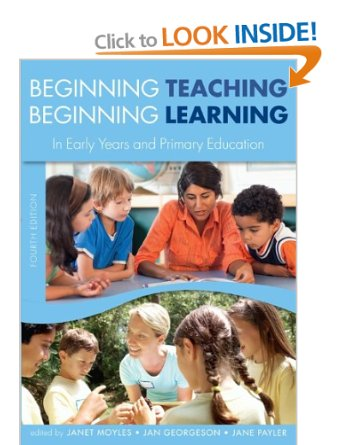 Click to LOOK INSIDE!
BEGINNING TEACHING
BEGINNING LEARNING
In Early Years and Primary Education
FOURTH EDITION
edited by JANET MOYLES • JAN GEORGESON • JANE PAYLER